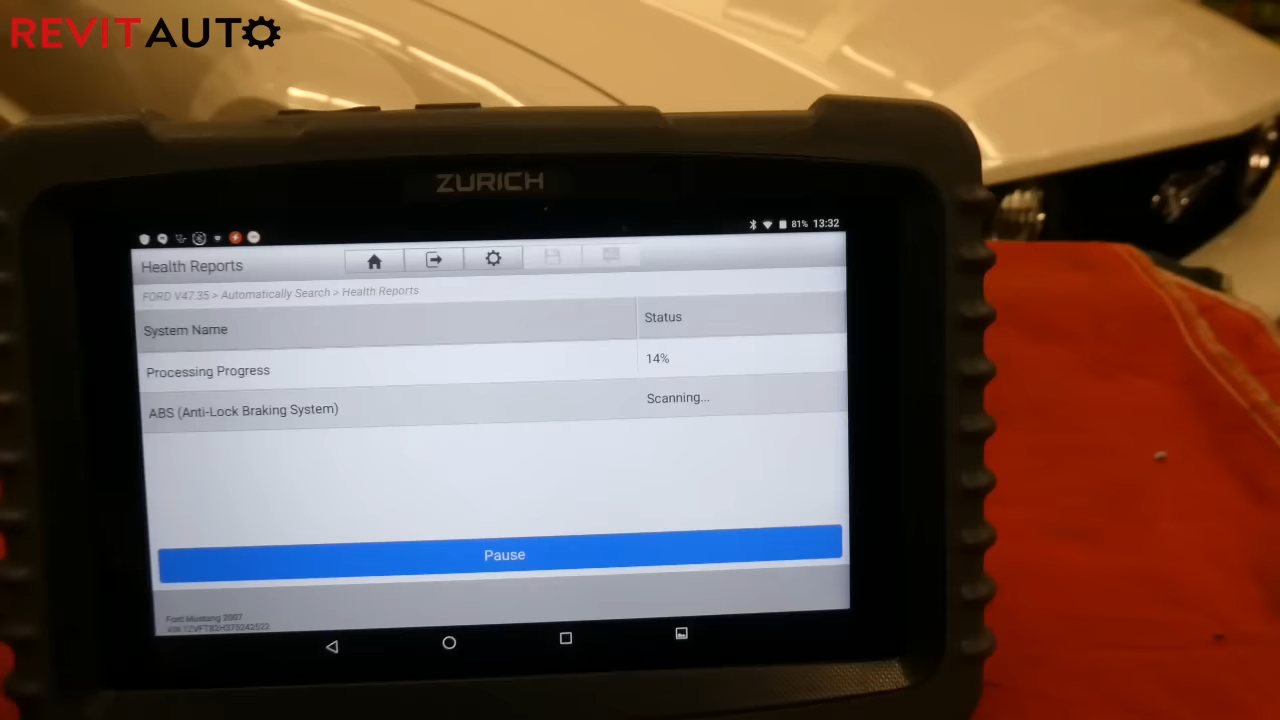 REVITAUTO
ZURICH
81% 13:32
Health Reports
FORD V47.35 > Automatically Search > Health Reports
System Name
Status
Processing Progress
14%
ABS (Anti-Lock Braking System)
Scanning...
Pause
Ford Mustang 2007
VIN